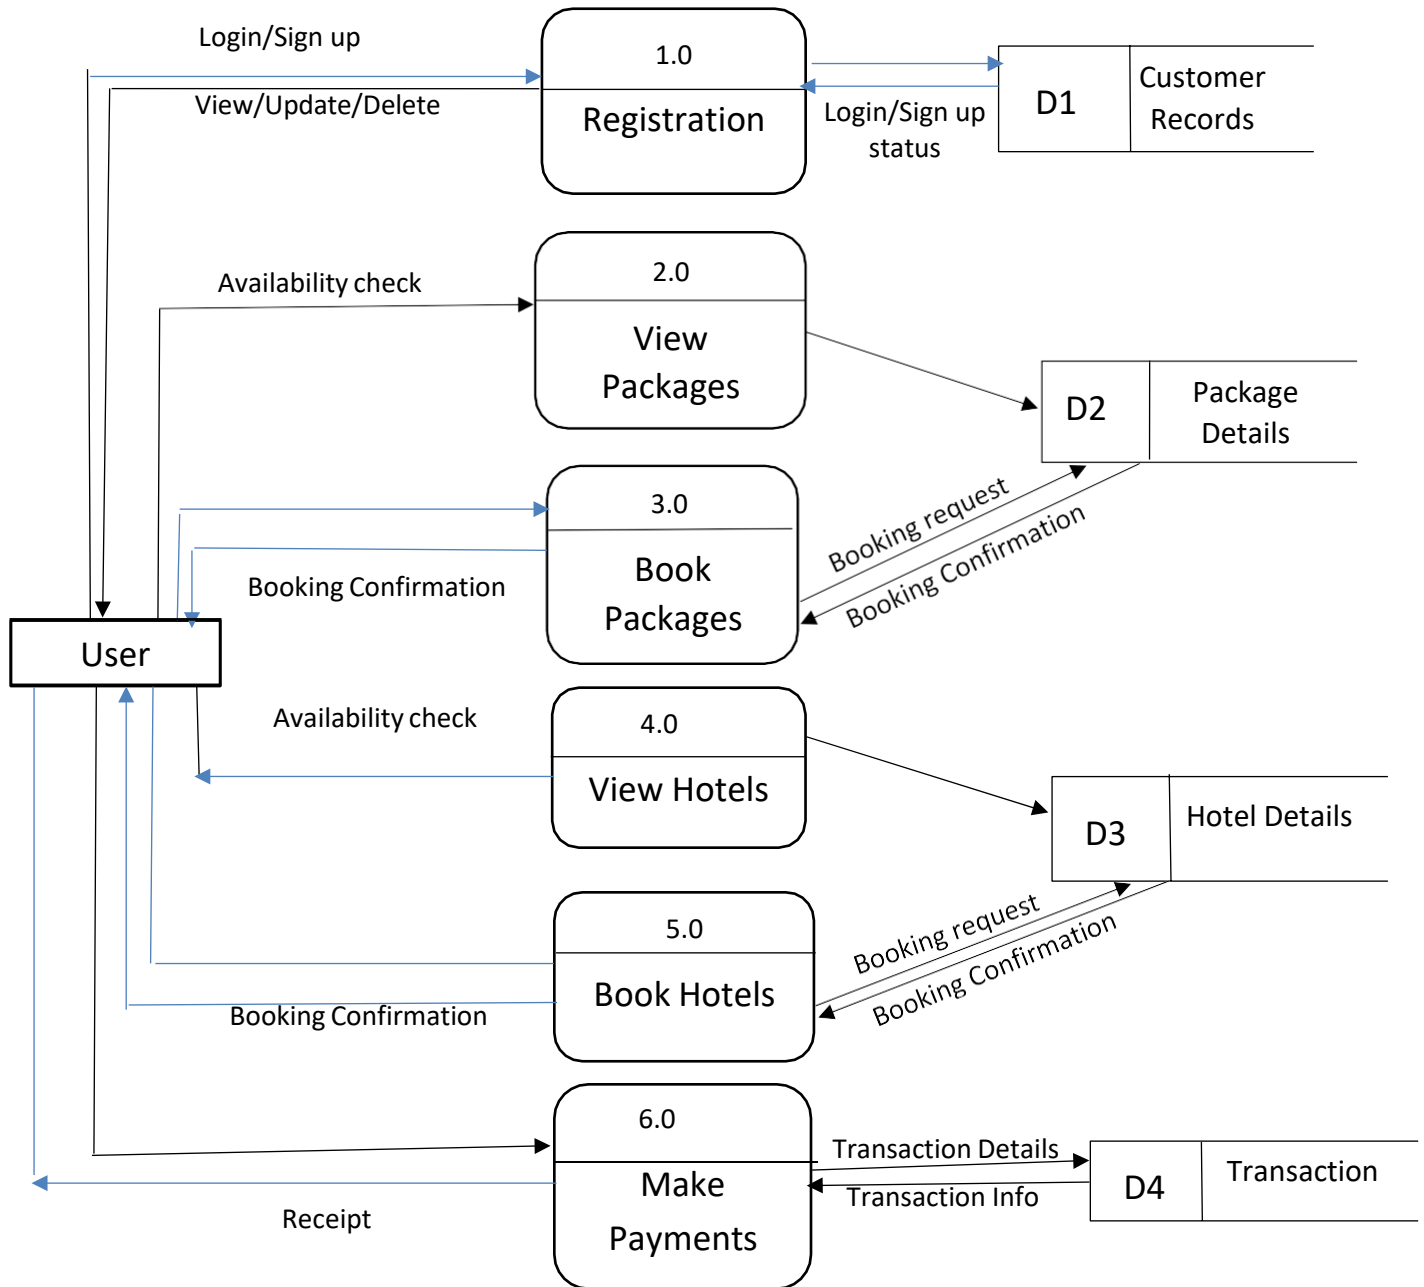 Login/Sign up
1.0
View/Update/Delete
Registration
Login/Sign up
status
D1
Customer
Records
Availability check
2.0
View
Packages
D2
Package
Details
3.0
Booking request
Booking Confirmation
Booking Confirmation
Book
Packages
User
Availability check
4.0
View Hotels
D3
Hotel Details
5.0
Booking request
Booking Confirmation
Book Hotels
Booking Confirmation
6.0
Make
Payments
Transaction Details
Transaction Info
D4
Transaction
Receipt